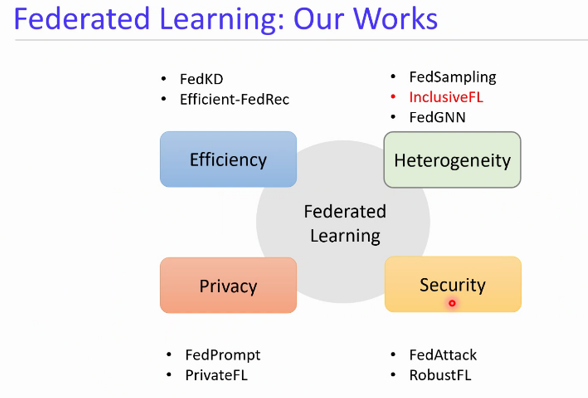 Federated Learning: Our Works
• FedKD
• Efficient-FedRec
• FedSampling
• InclusiveFL
• FedGNN
Efficiency
Heterogeneity
Federated
Learning
Privacy
Security
• FedPrompt
• PrivateFL
• FedAttack
• RobustFL